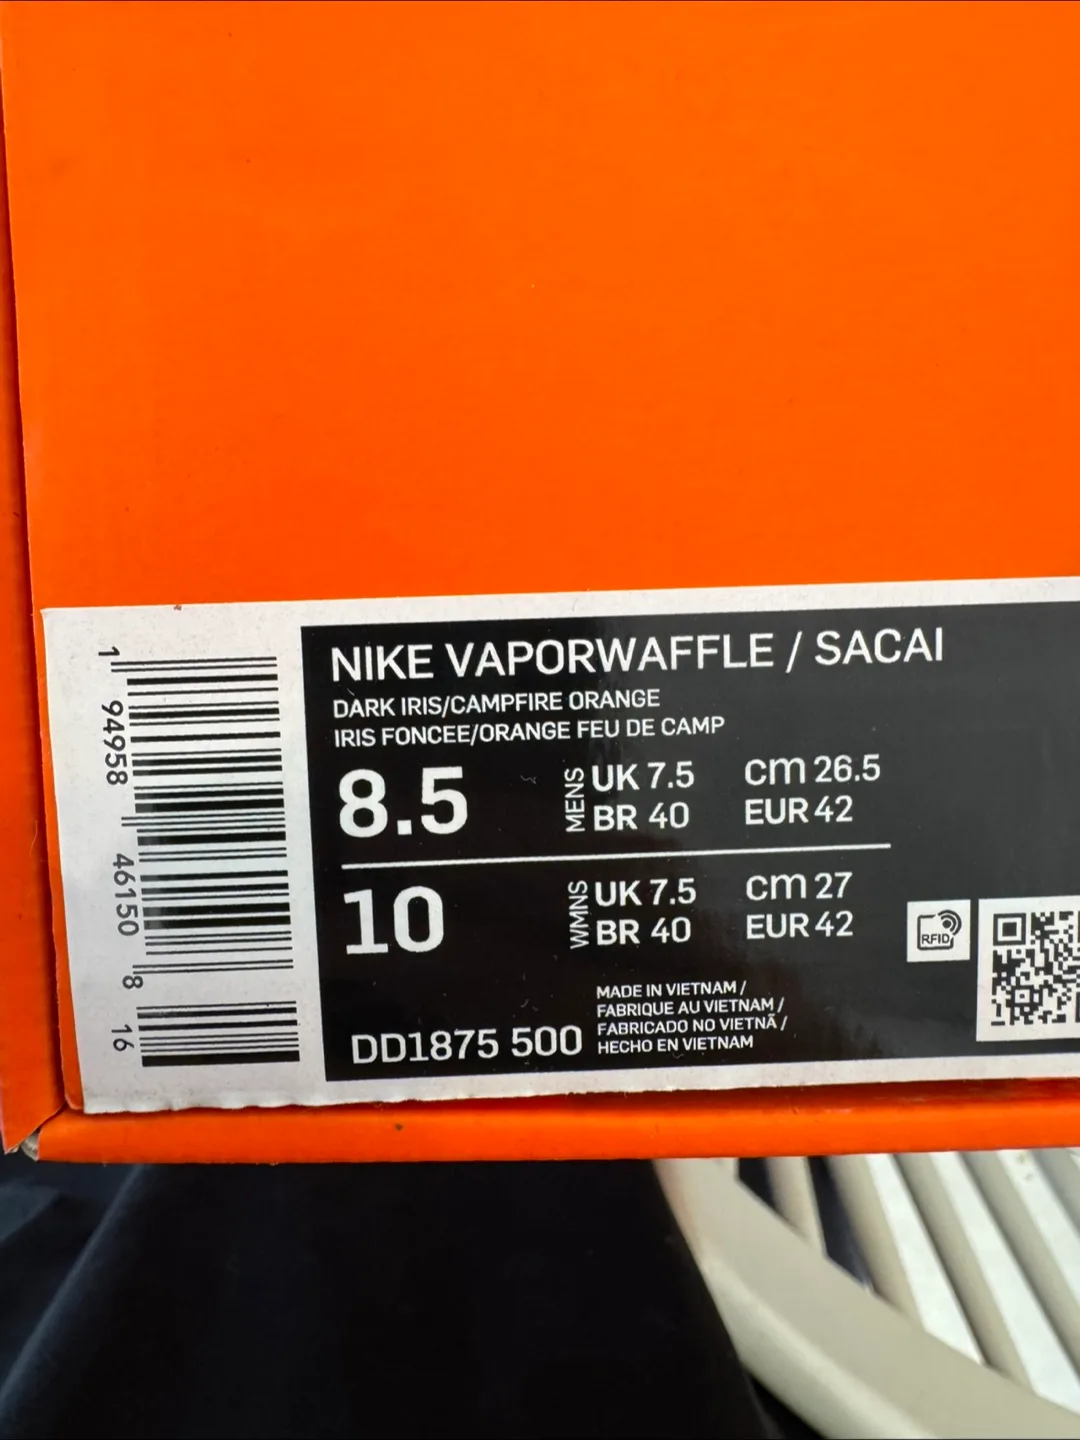 NIKE VAPORWAFFLE / SACAI
DARK IRIS/CAMPFIRE ORANGE
IRIS FONCEE/ORANGE FEU DE CAMP
8.5 MENS UK 7.5 cm 26.5
BR 40 EUR 42
10 WMNS UK 7.5 cm 27
BR 40 EUR 42
RFID
MADE IN VIETNAM /
FABRIQUE AU VIETNAM /
FABRICADO NO VIETNÃ /
HECHO EN VIETNAM
DD1875 500
1 94958 46150 8 16